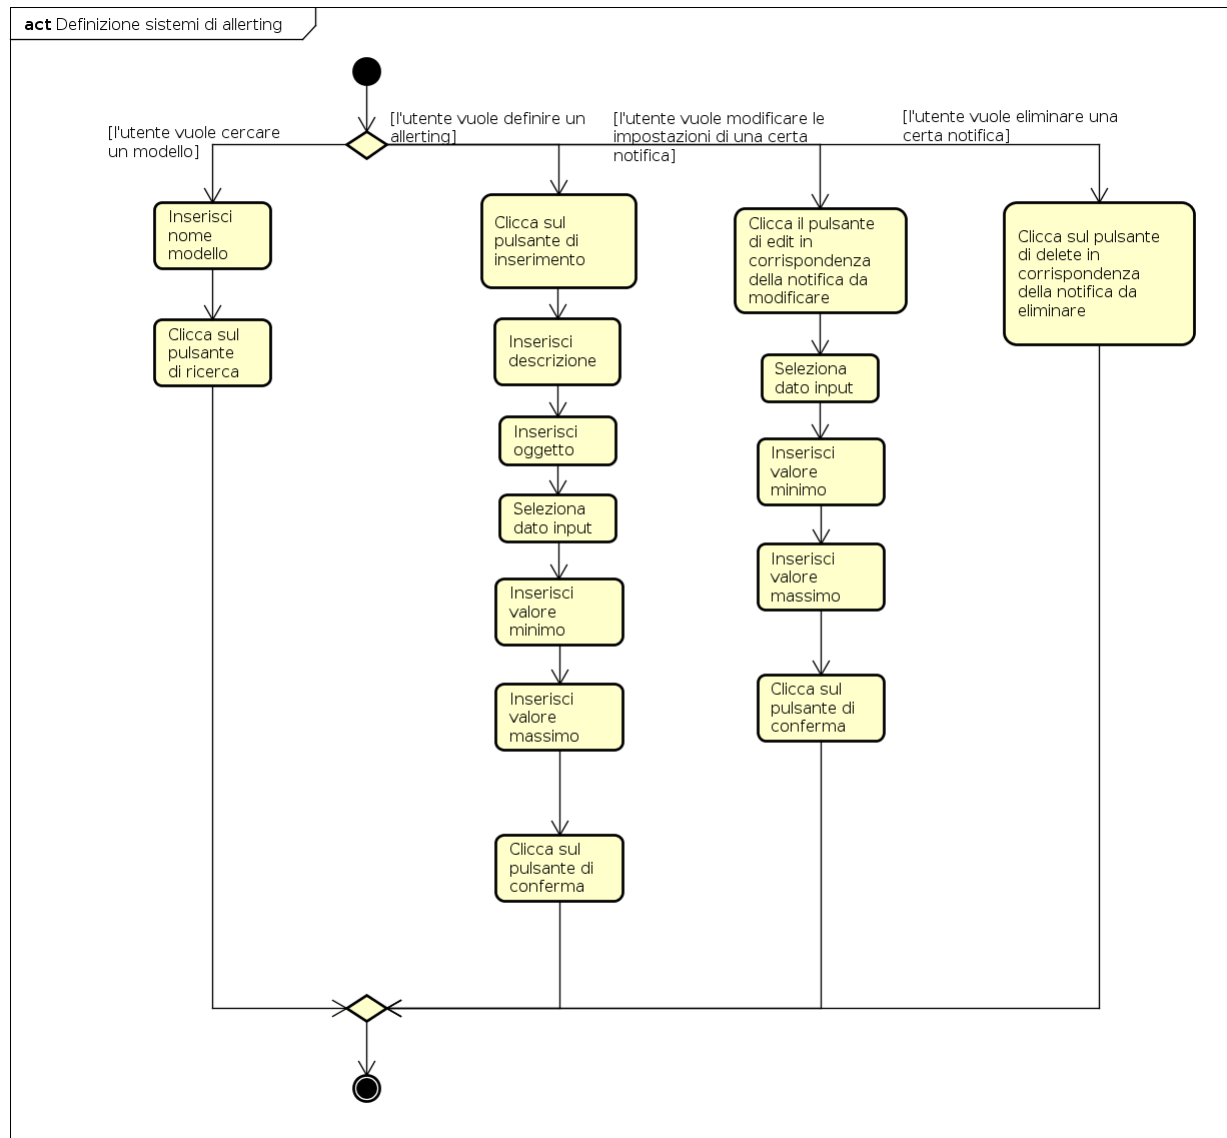 act Definizione sistemi di allerting
[l'utente vuole cercare
un modello]
[l'utente vuole definire un
allerting]
[l'utente vuole modificare le
impostazioni di una certa
notifica]
[l'utente vuole eliminare una
certa notifica]
Inserisci
nome
modello
Clicca sul
pulsante
di ricerca
Clicca sul
pulsante di
inserimento
Inserisci
descrizione
Inserisci
oggetto
Seleziona
dato input
Inserisci
valore
minimo
Inserisci
valore
massimo
Clicca sul
pulsante di
conferma
Clicca il pulsante
di edit in
corrispondenza
della notifica da
modificare
Seleziona
dato input
Inserisci
valore
minimo
Inserisci
valore
massimo
Clicca sul
pulsante di
conferma
Clicca sul pulsante
di delete in
corrispondenza
della notifica da
eliminare